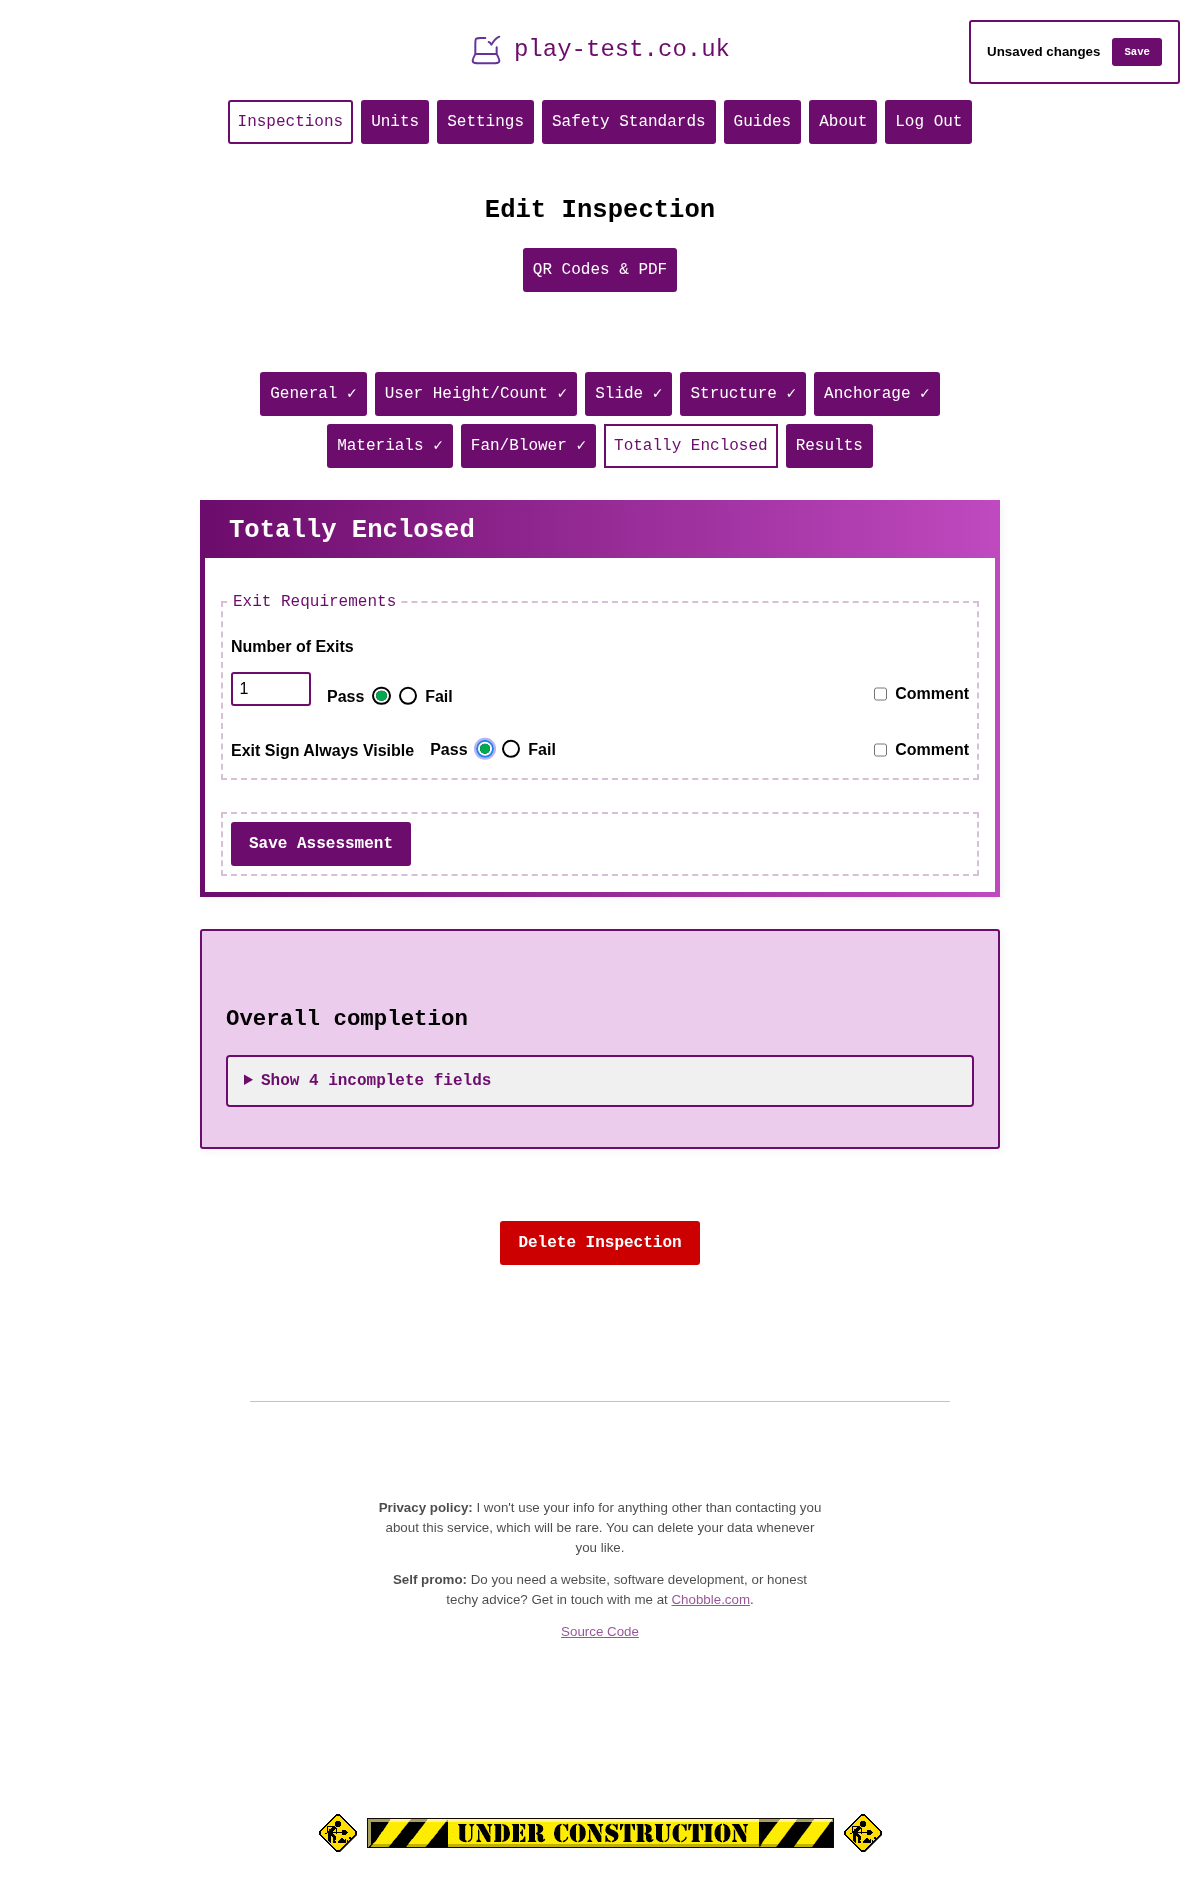 play-test.co.uk
Unsaved changes Save
Inspections Units Settings Safety Standards Guides About Log Out
Edit Inspection
QR Codes & PDF
General ✓ User Height/Count ✓ Slide ✓ Structure ✓ Anchorage ✓
Materials ✓ Fan/Blower ✓ Totally Enclosed Results
Totally Enclosed
Exit Requirements
Number of Exits
1 Pass Fail Comment
Exit Sign Always Visible Pass Fail Comment
Save Assessment
Overall completion
▶ Show 4 incomplete fields
Delete Inspection
Privacy policy: I won't use your info for anything other than contacting you
about this service, which will be rare. You can delete your data whenever
you like.
Self promo: Do you need a website, software development, or honest
techy advice? Get in touch with me at Chobble.com.
Source Code
UNDER CONSTRUCTION